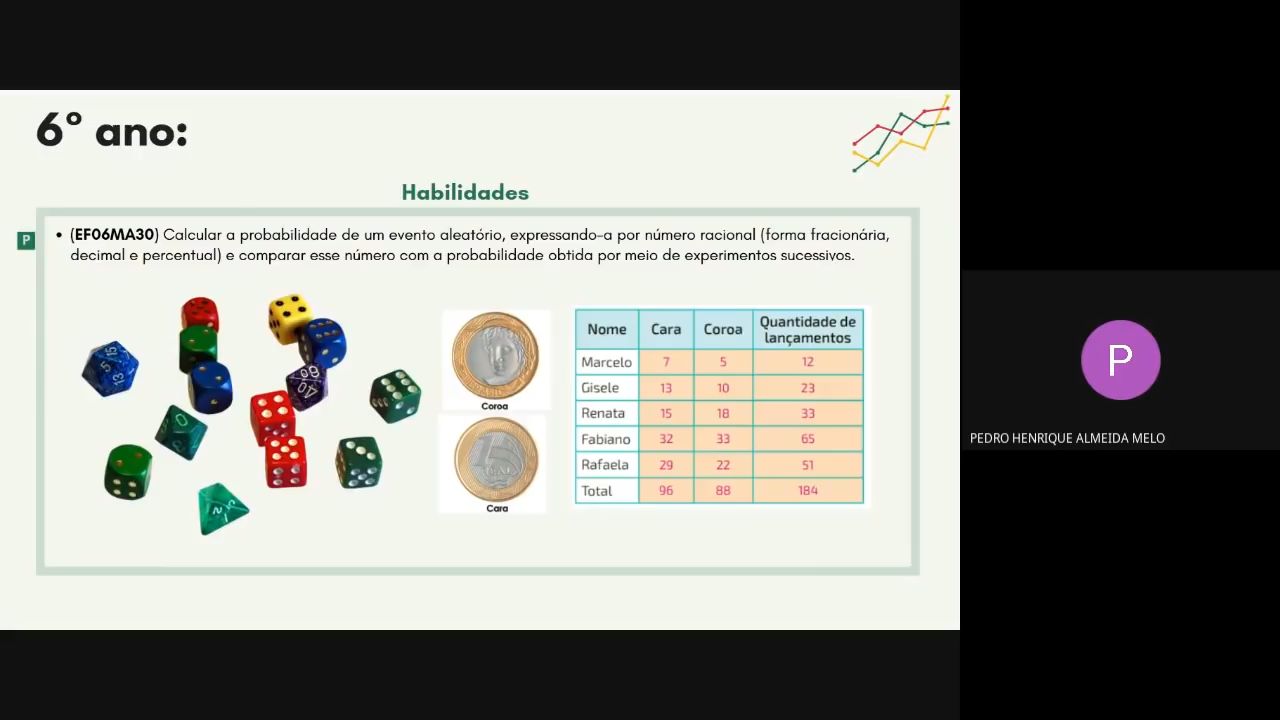 6º ano:
Habilidades
P
• (EF06MA30) Calcular a probabilidade de um evento aleatório, expressando-a por número racional (forma fracionária,
decimal e percentual) e comparar esse número com a probabilidade obtida por meio de experimentos sucessivos.
Coroa
Cara
Nome Cara Coroa Quantidade de lançamentos
Marcelo 7 5 12
Gisele 13 10 23
Renata 15 18 33
Fabiano 32 33 65
Rafaela 29 22 51
Total 96 88 184
P
PEDRO HENRIQUE ALMEIDA MELO